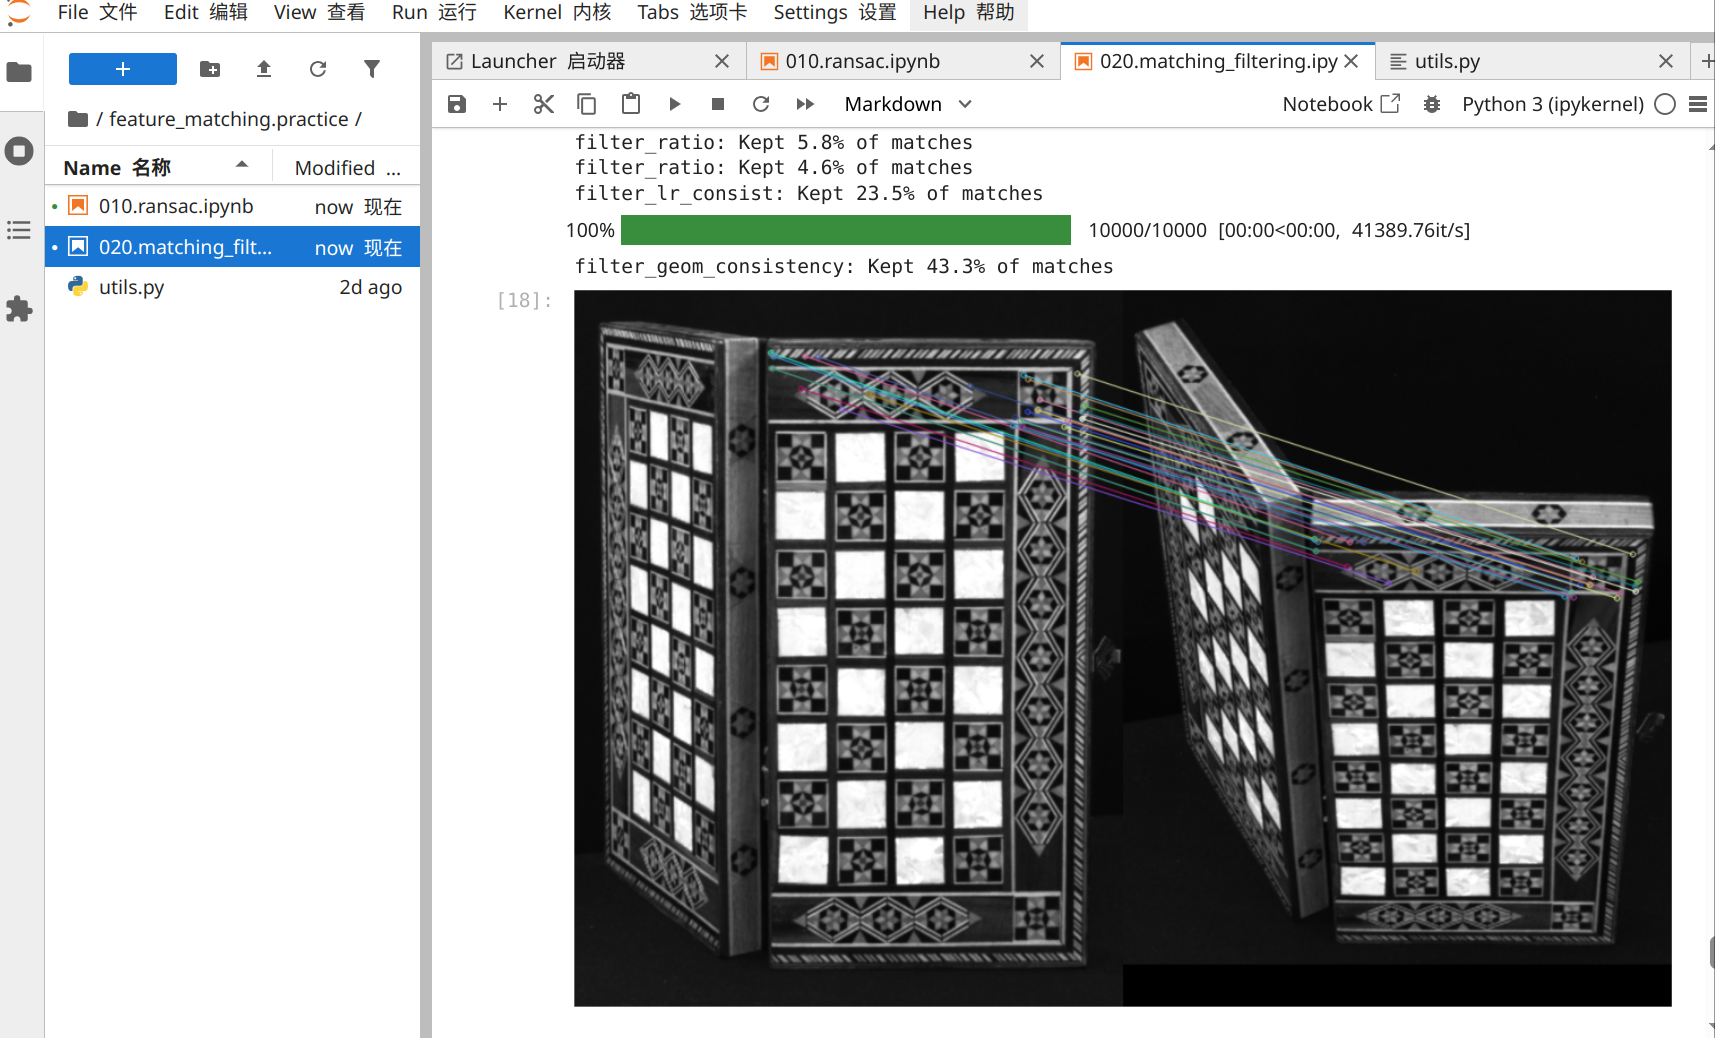 File 文件 Edit 编辑 View 查看 Run 运行 Kernel 内核 Tabs 选项卡 Settings 设置 Help 帮助
/ feature_matching.practice /
Name 名称 Modified ...
010.ransac.ipynb now 现在
020.matching_filt... now 现在
utils.py 2d ago
Launcher 启动器 010.ransac.ipynb 020.matching_filtering.ipy utils.py
Markdown Notebook Python 3 (ipykernel)
filter_ratio: Kept 5.8% of matches
filter_ratio: Kept 4.6% of matches
filter_lr_consist: Kept 23.5% of matches
100% 10000/10000 [00:00<00:00, 41389.76it/s]
filter_geom_consistency: Kept 43.3% of matches
[18]: